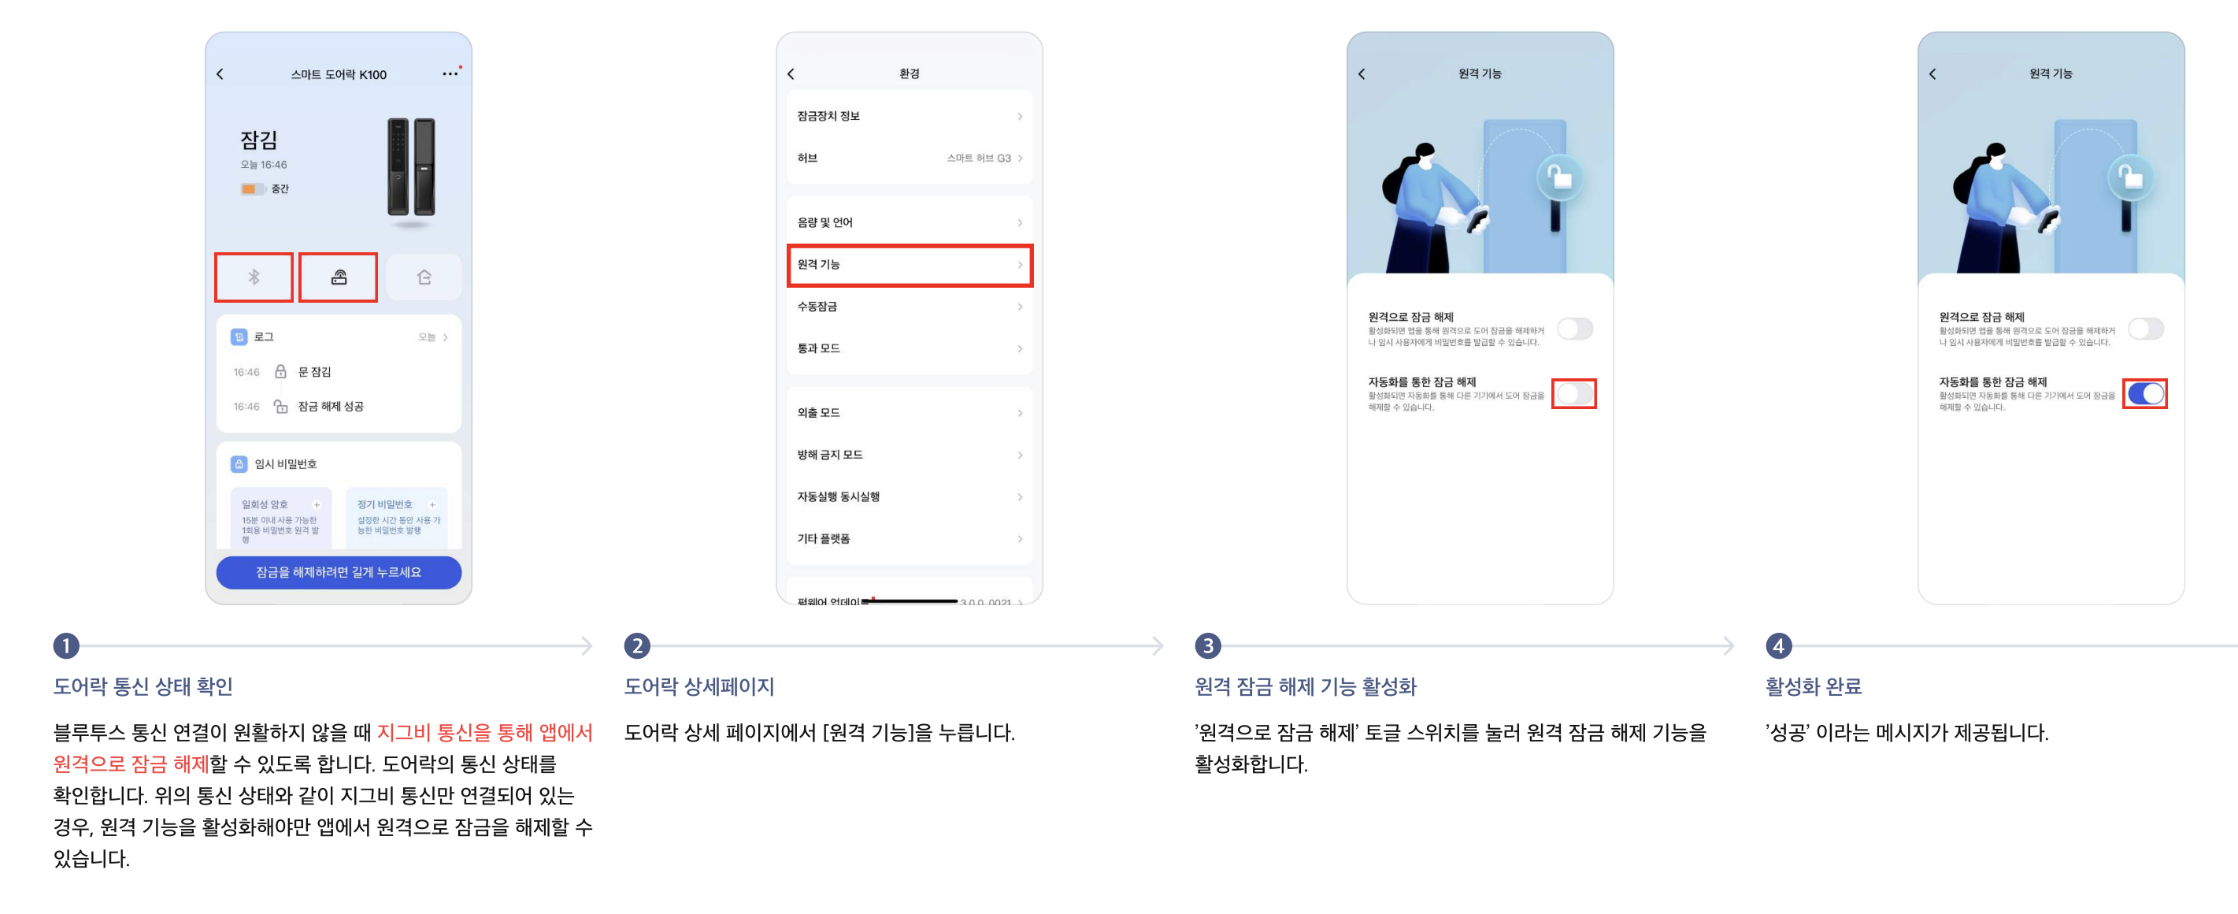 스마트 도어락 K100
잠김
오늘 16:46
중간
로그
오늘
16:46 문 잠김
16:46 잠금 해제 성공
임시 비밀번호
일회성 암호 +
15분 이내 사용 가능한
1회용 비밀번호 원격 발
행
정기 비밀번호 +
설정한 시간 동안 사용 가
능한 비밀번호 발행
잠금을 해제하려면 길게 누르세요
1
도어락 통신 상태 확인
블루투스 통신 연결이 원활하지 않을 때 지그비 통신을 통해 앱에서
원격으로 잠금 해제할 수 있도록 합니다. 도어락의 통신 상태를
확인합니다. 위의 통신 상태와 같이 지그비 통신만 연결되어 있는
경우, 원격 기능을 활성화해야만 앱에서 원격으로 잠금을 해제할 수
있습니다.
환경
잠금장치 정보
허브 스마트 허브 G3
음량 및 언어
원격 기능
수동잠금
통과 모드
외출 모드
방해 금지 모드
자동실행 동시실행
기타 플랫폼
펌웨어 업데이트 3.0.0_0021
2
도어락 상세페이지
도어락 상세 페이지에서 [원격 기능]을 누릅니다.
원격 기능
원격으로 잠금 해제
활성화되면 앱을 통해 원격으로 도어 잠금을 해제하거
나 임시 사용자에게 비밀번호를 발급할 수 있습니다.
자동화를 통한 잠금 해제
활성화되면 자동화를 통해 다른 기기에서 도어 잠금을
해제할 수 있습니다.
3
원격 잠금 해제 기능 활성화
’원격으로 잠금 해제’ 토글 스위치를 눌러 원격 잠금 해제 기능을
활성화합니다.
원격 기능
원격으로 잠금 해제
활성화되면 앱을 통해 원격으로 도어 잠금을 해제하거
나 임시 사용자에게 비밀번호를 발급할 수 있습니다.
자동화를 통한 잠금 해제
활성화되면 자동화를 통해 다른 기기에서 도어 잠금을
해제할 수 있습니다.
4
활성화 완료
’성공’ 이라는 메시지가 제공됩니다.